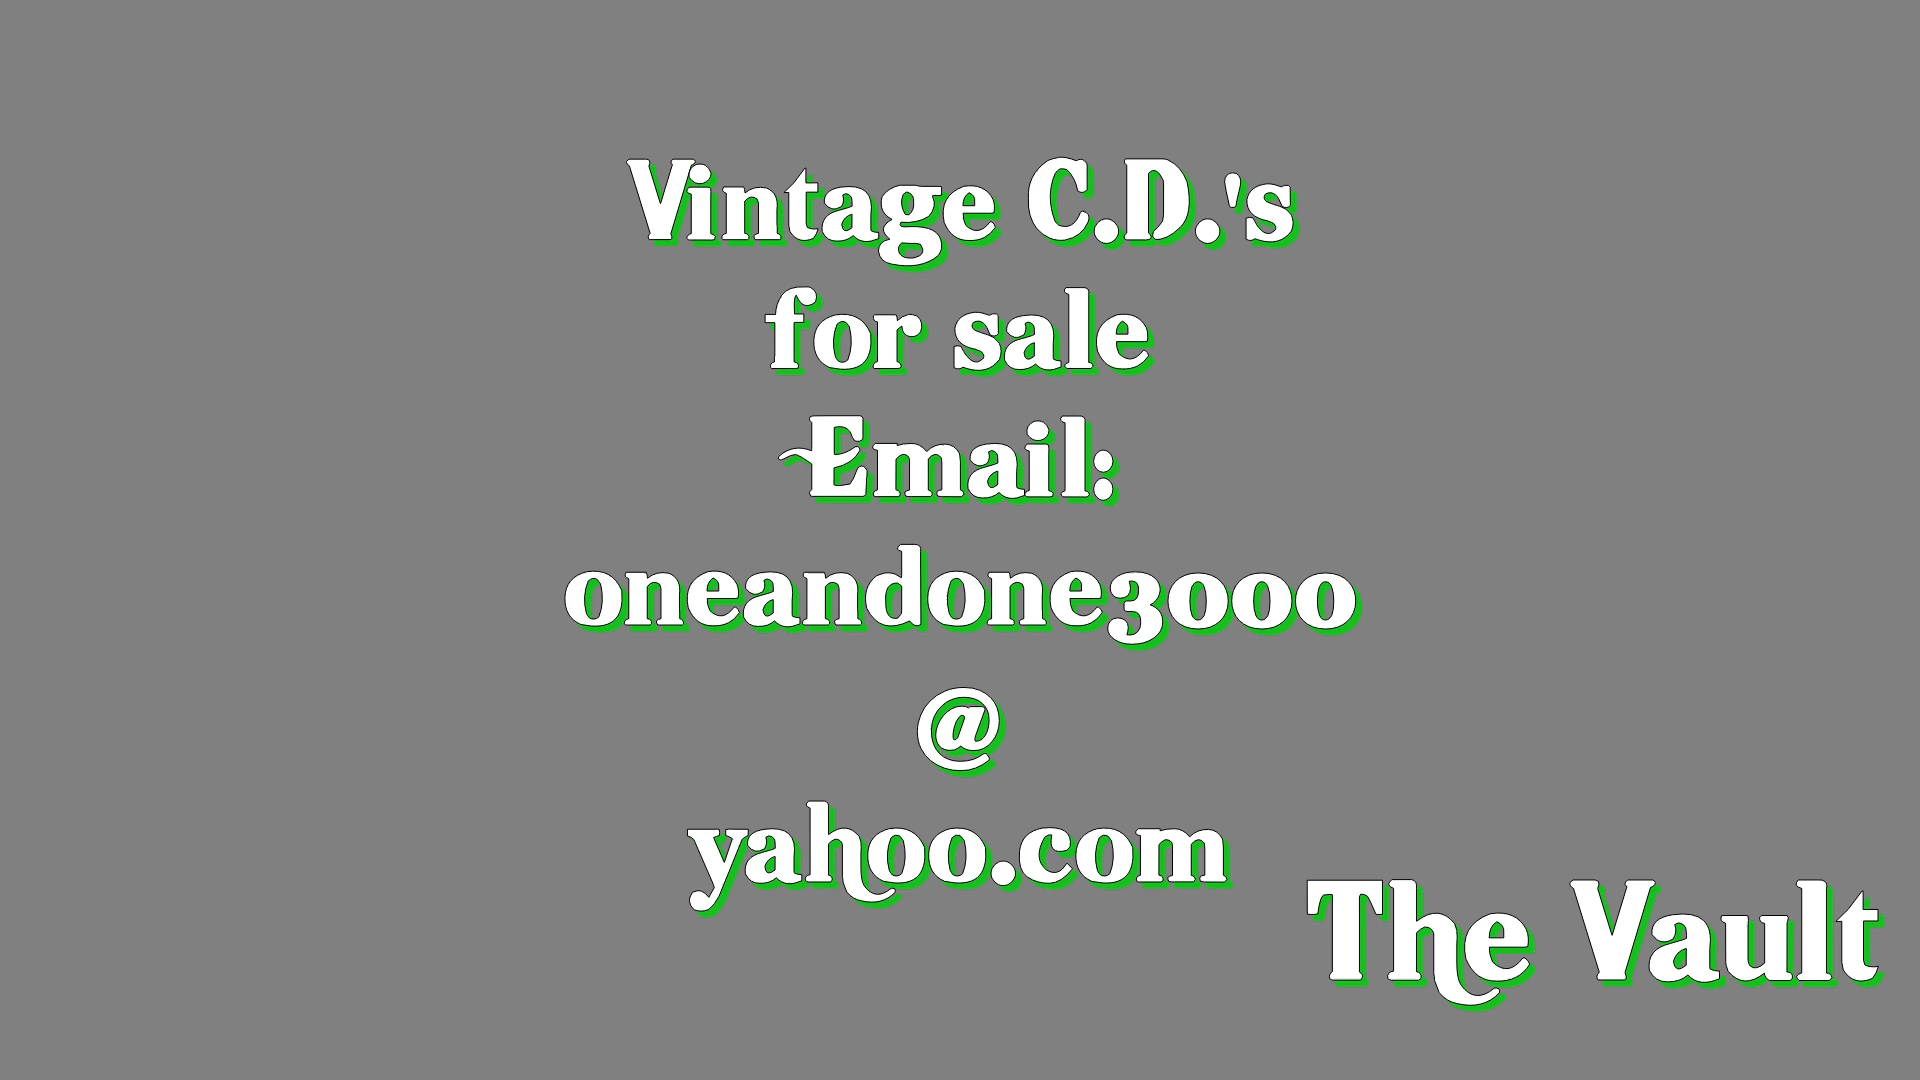 Vintage C.D.'s
for sale
Email:
oneandone3000
@
yahoo.com
The Vault